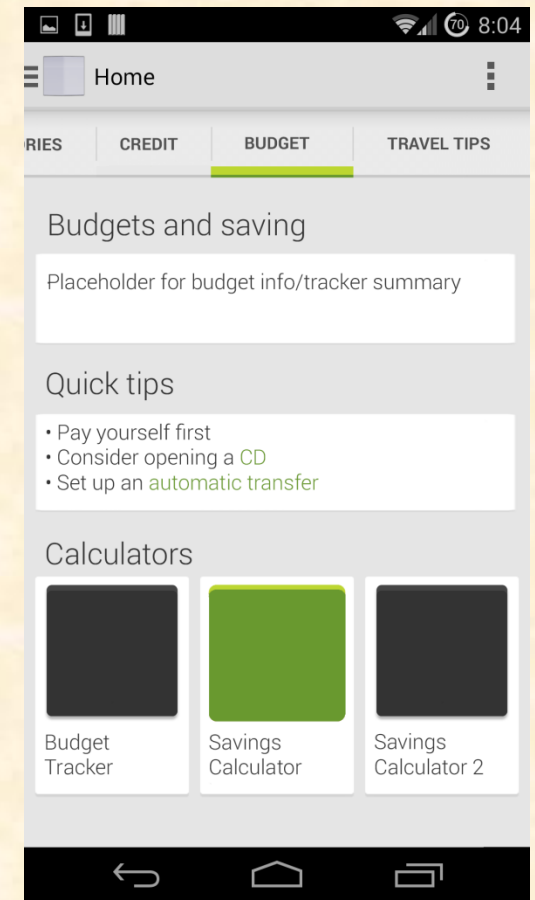 70 8:04
Home
RIES CREDIT BUDGET TRAVEL TIPS
Budgets and saving
Placeholder for budget info/tracker summary
Quick tips
• Pay yourself first
• Consider opening a CD
• Set up an automatic transfer
Calculators
Budget
Tracker
Savings
Calculator
Savings
Calculator 2